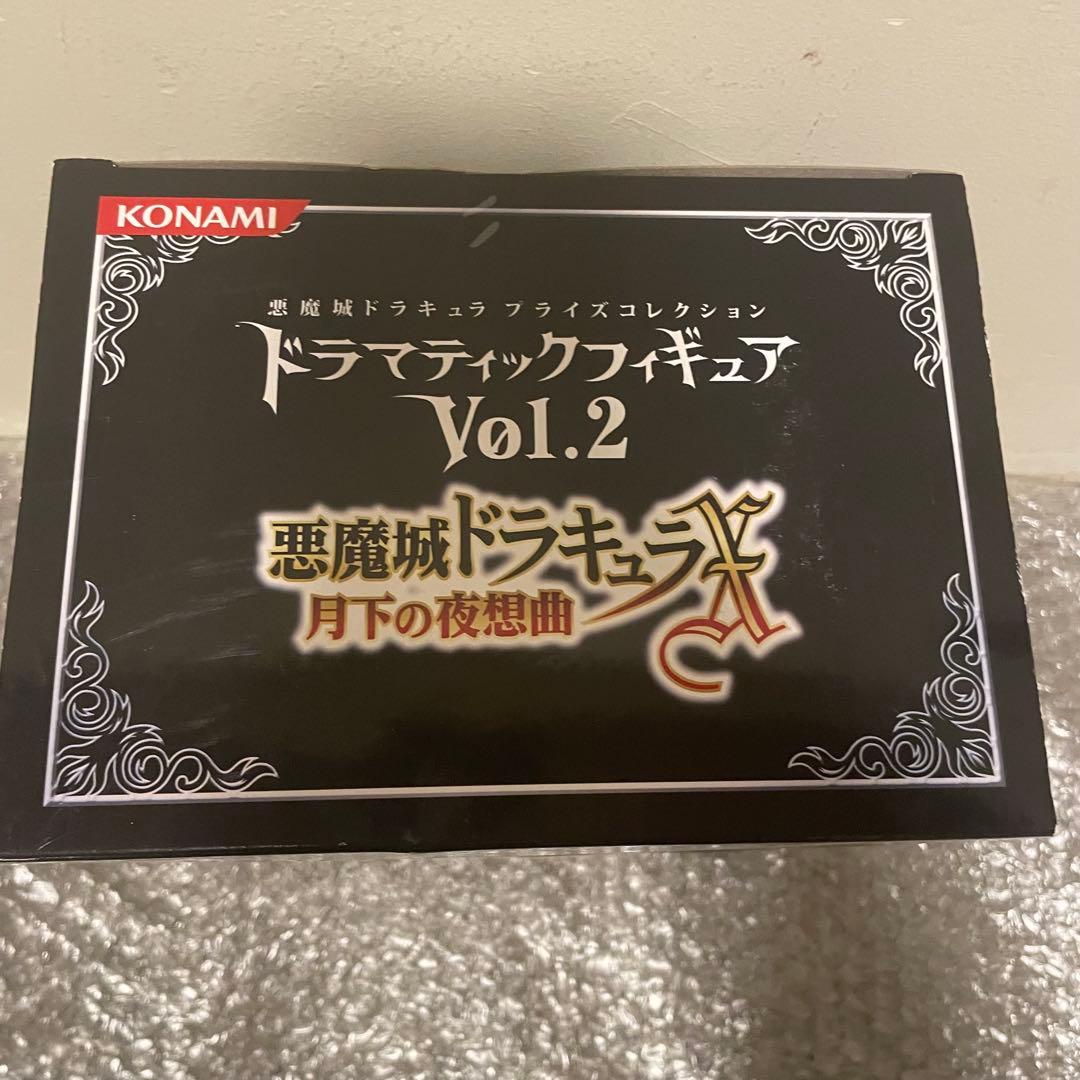 KONAMI
悪魔城ドラキュラ プライズコレクション
ドラマティックフィギュア
Vol.2
悪魔城ドラキュラX
月下の夜想曲